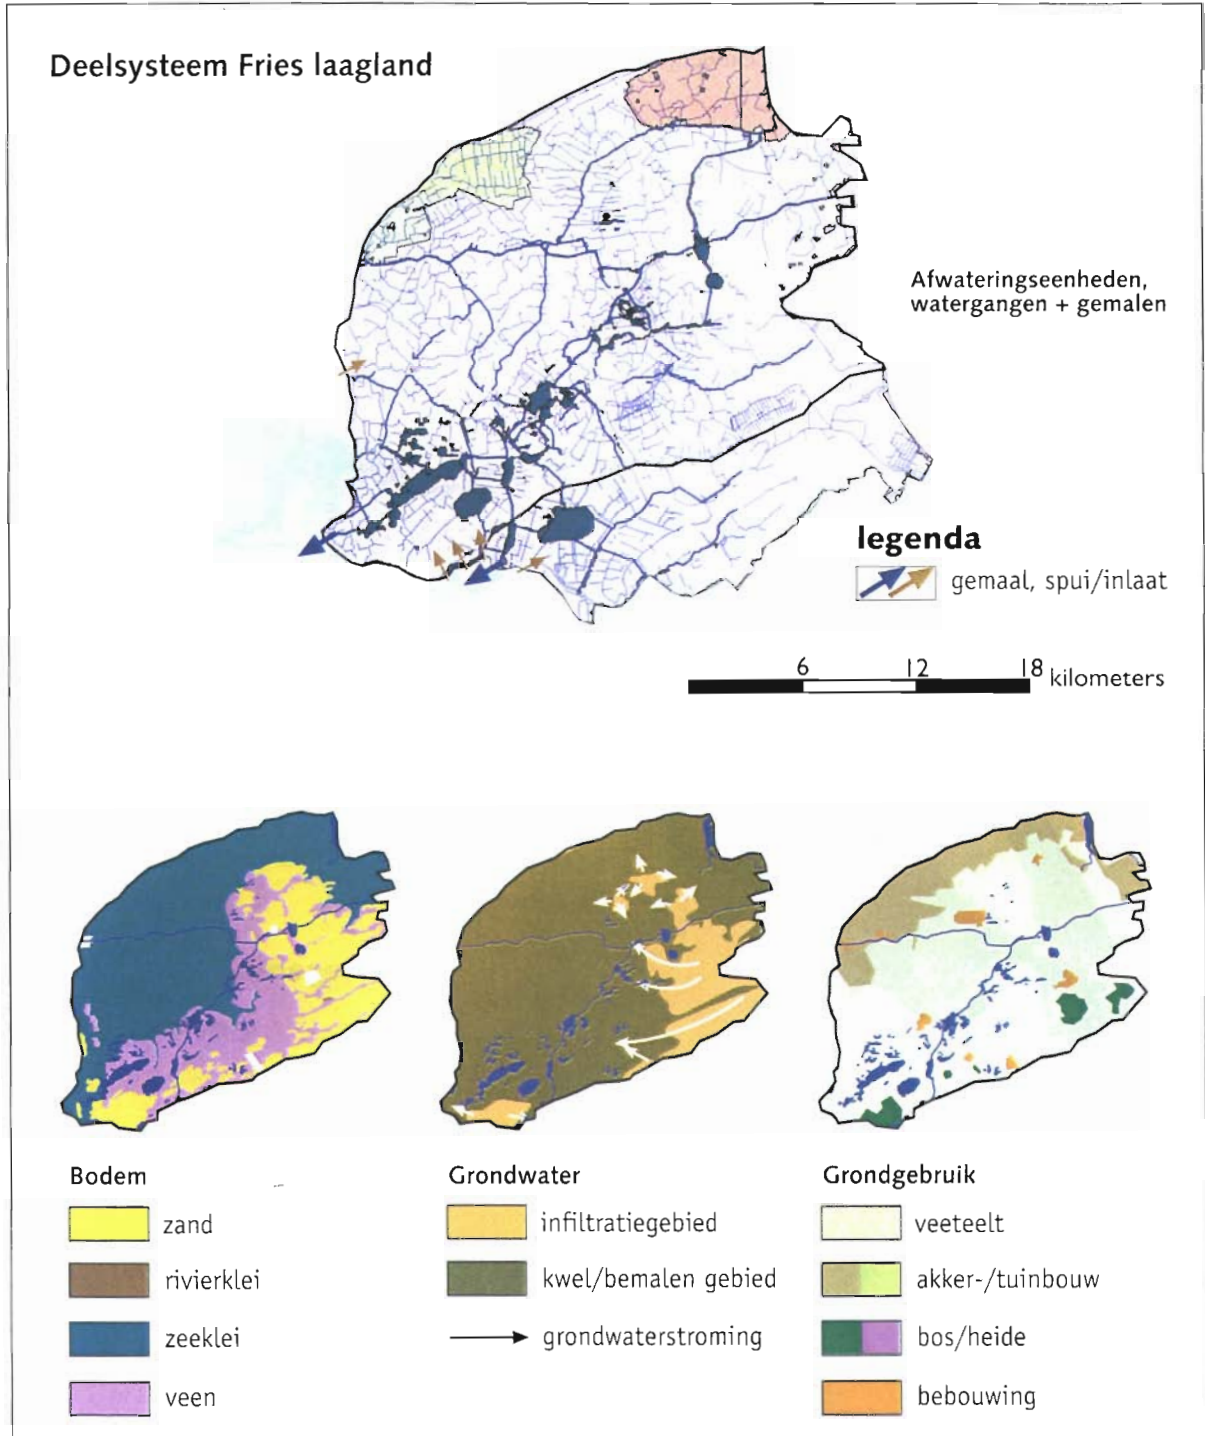 Deelsysteem Fries laagland
Afwateringseenheden,
watergangen + gemalen
legenda
gemaal, spui/inlaat
6 12 18 kilometers
Bodem
zand
rivierklei
zeeklei
veen
Grondwater
infiltratiegebied
kwel/bemalen gebied
grondwaterstroming
Grondgebruik
veeteelt
akker-/tuinbouw
bos/heide
bebouwing